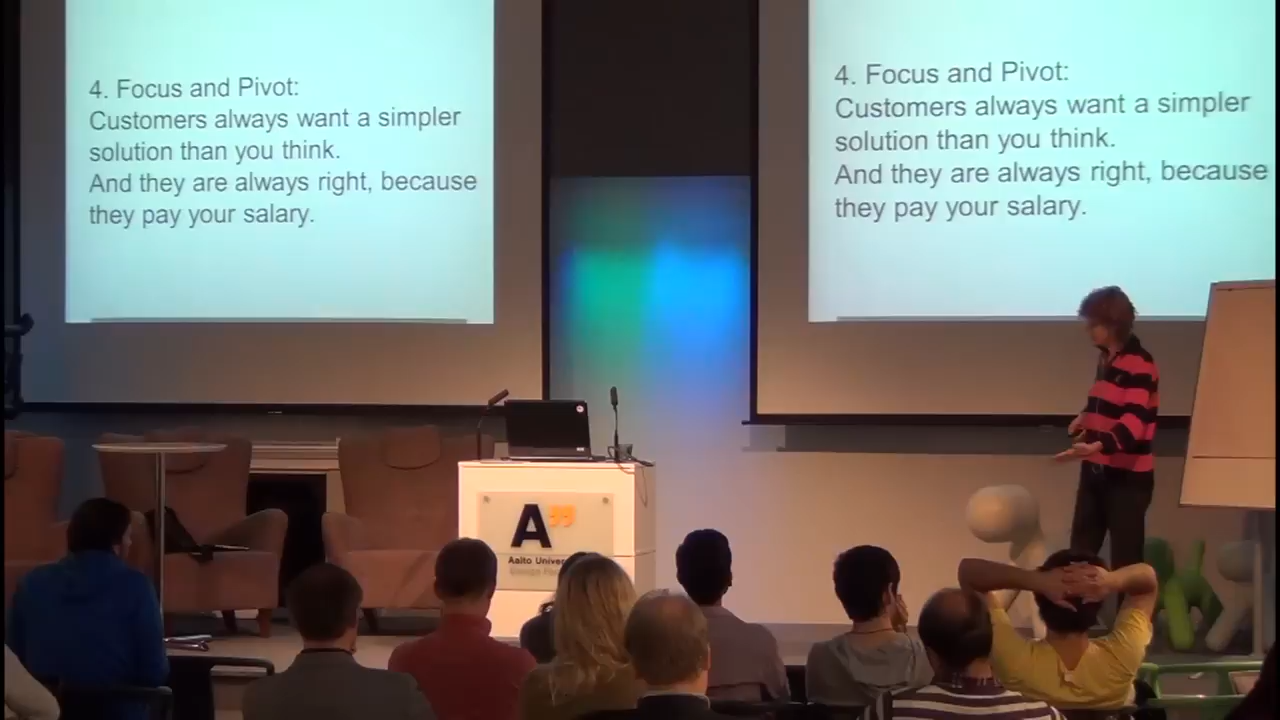 4. Focus and Pivot:
Customers always want a simpler
solution than you think.
And they are always right, because
they pay your salary.
4. Focus and Pivot:
Customers always want a simpler
solution than you think.
And they are always right, because
they pay your salary.
A”
Aalto Univer
Design Fa